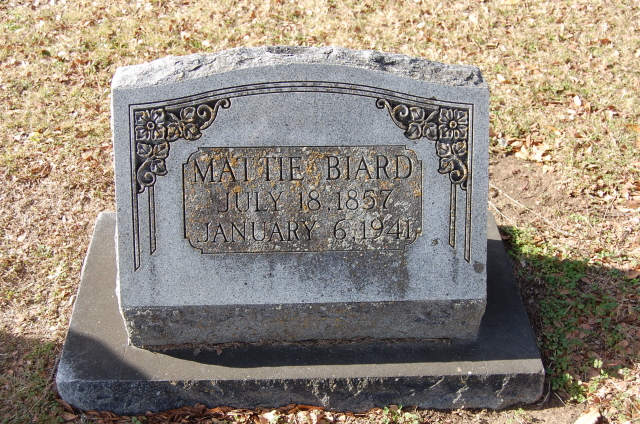 MATTIE BIARD
JULY 18.1857
JANUARY 6.1941